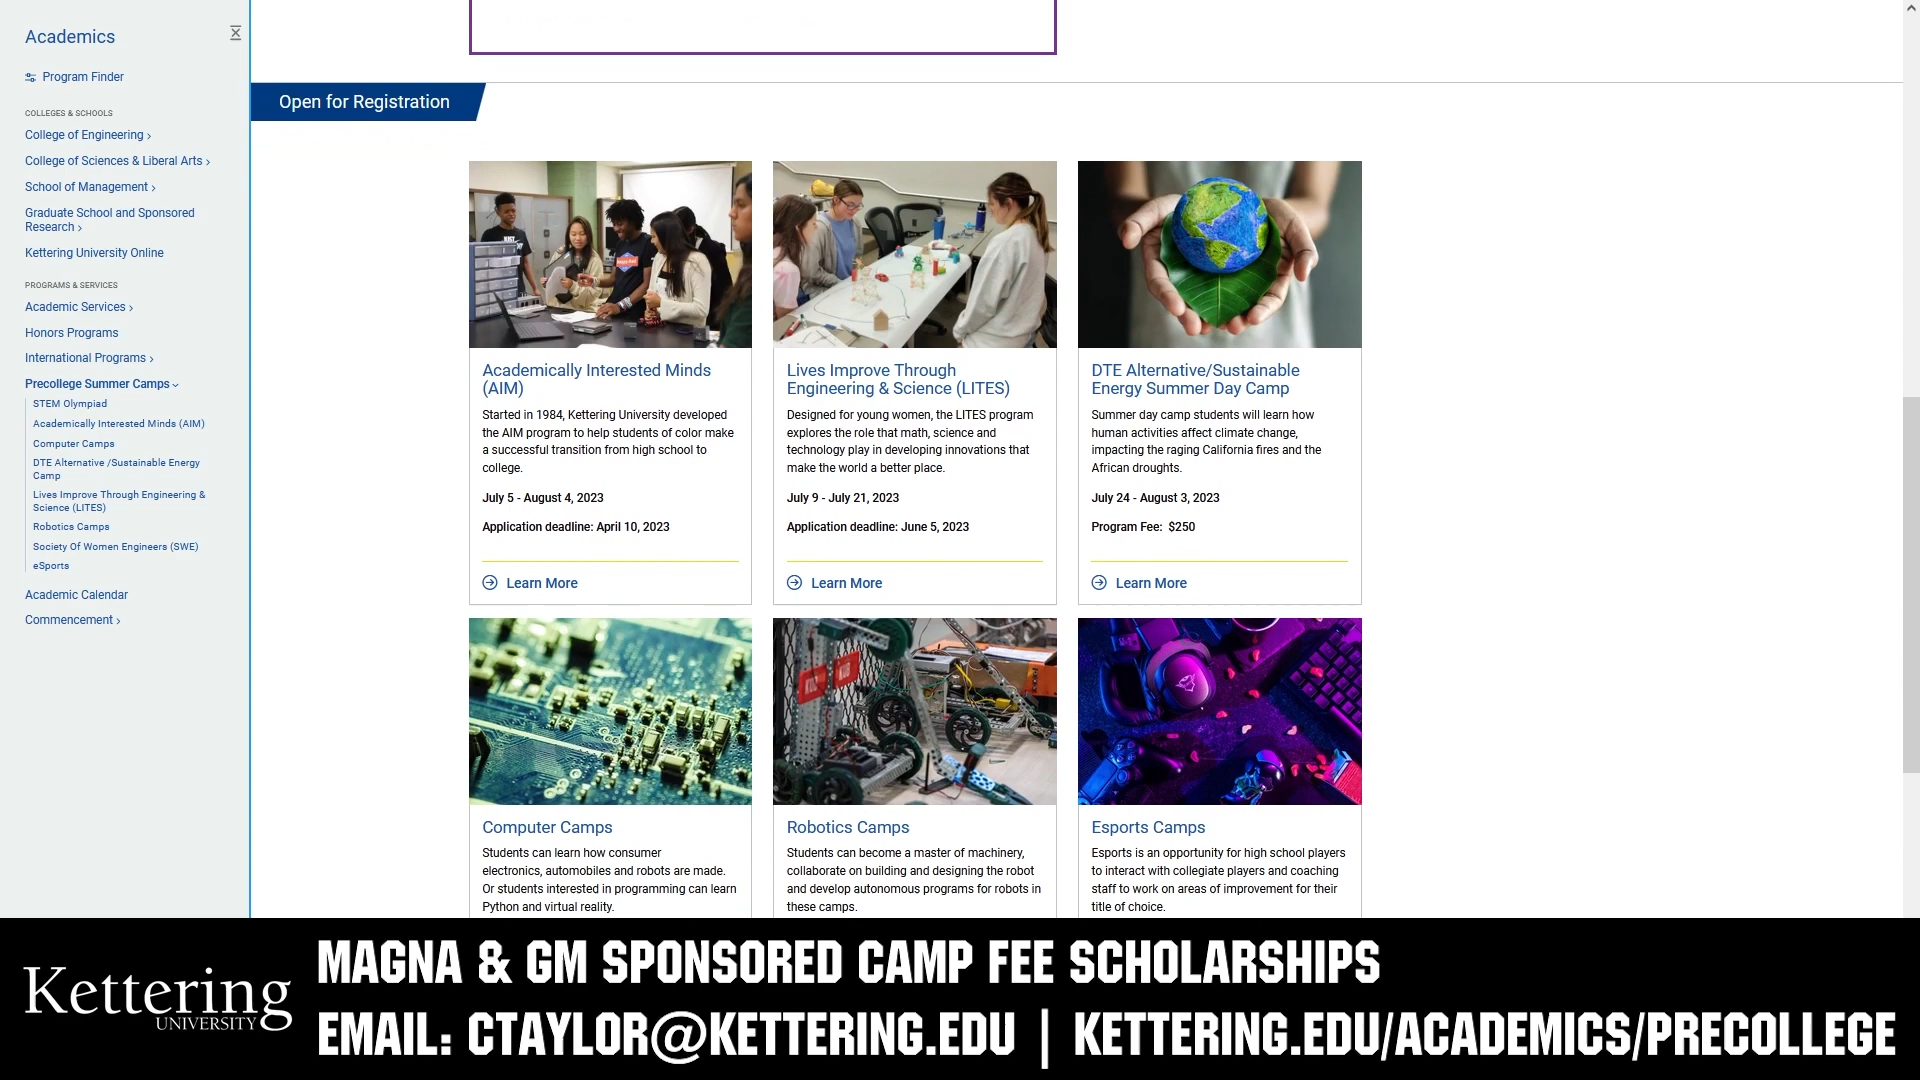 Academics
Program Finder
COLLEGES & SCHOOLS
College of Engineering
College of Sciences & Liberal Arts
School of Management
Graduate School and Sponsored
Research
Kettering University Online
PROGRAMS & SERVICES
Academic Services
Honors Programs
International Programs
Precollege Summer Camps
STEM Olympiad
Academically Interested Minds (AIM)
Computer Camps
DTE Alternative /Sustainable Energy
Camp
Lives Improve Through Engineering &
Science (LITES)
Robotics Camps
Society Of Women Engineers (SWE)
eSports
Academic Calendar
Commencement
Open for Registration
Academically Interested Minds
(AIM)
Started in 1984, Kettering University developed
the AIM program to help students of color make
a successful transition from high school to
college.
July 5 - August 4, 2023
Application deadline: April 10, 2023
Learn More
Lives Improve Through
Engineering & Science (LITES)
Designed for young women, the LITES program
explores the role that math, science and
technology play in developing innovations that
make the world a better place.
July 9 - July 21, 2023
Application deadline: June 5, 2023
Learn More
DTE Alternative/Sustainable
Energy Summer Day Camp
Summer day camp students will learn how
human activities affect climate change,
impacting the raging California fires and the
African droughts.
July 24 - August 3, 2023
Program Fee: $250
Learn More
Computer Camps
Students can learn how consumer
electronics, automobiles and robots are made.
Or students interested in programming can learn
Python and virtual reality.
KUB
KUB
Robotics Camps
Students can become a master of machinery,
collaborate on building and designing the robot
and develop autonomous programs for robots in
these camps.
Esports Camps
Esports is an opportunity for high school players
to interact with collegiate players and coaching
staff to work on areas of improvement for their
title of choice.
Kettering
UNIVERSITY
MAGNA & GM SPONSORED CAMP FEE SCHOLARSHIPS
EMAIL: CTAYLOR@KETTERING.EDU | KETTERING.EDU/ACADEMICS/PRECOLLEGE